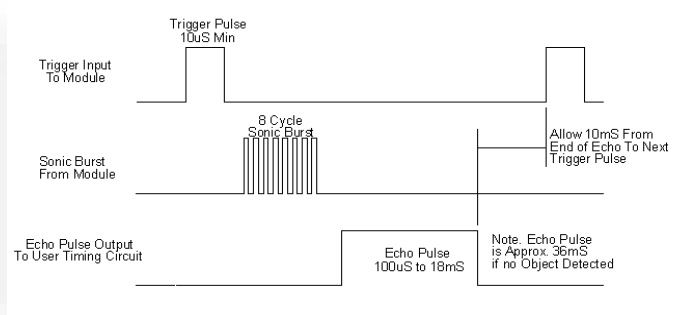 Trigger Pulse
10uS Min
Trigger Input
To Module
8 Cycle
Sonic Burst
Allow 10mS From
End of Echo To Next
Trigger Pulse
Sonic Burst
From Module
Echo Pulse Output
To User Timing Circuit
Echo Pulse
100uS to 18mS
Note. Echo Pulse
is Approx. 36mS
if no Object Detected